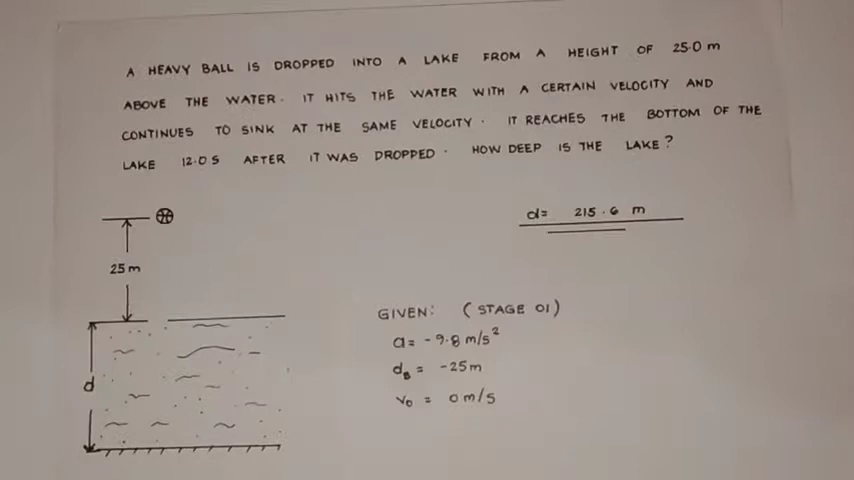 A HEAVY BALL IS DROPPED INTO A LAKE FROM A HEIGHT OF 25.0 m
ABOVE THE WATER. IT HITS THE WATER WITH A CERTAIN VELOCITY AND
CONTINUES TO SINK AT THE SAME VELOCITY. IT REACHES THE BOTTOM OF THE
LAKE 12.0 S AFTER IT WAS DROPPED. HOW DEEP IS THE LAKE?
d= 215.6 m
25 m
d
GIVEN: (STAGE 01)
a= -9.8 m/s²
d_B = -25m
v₀ = 0 m/s